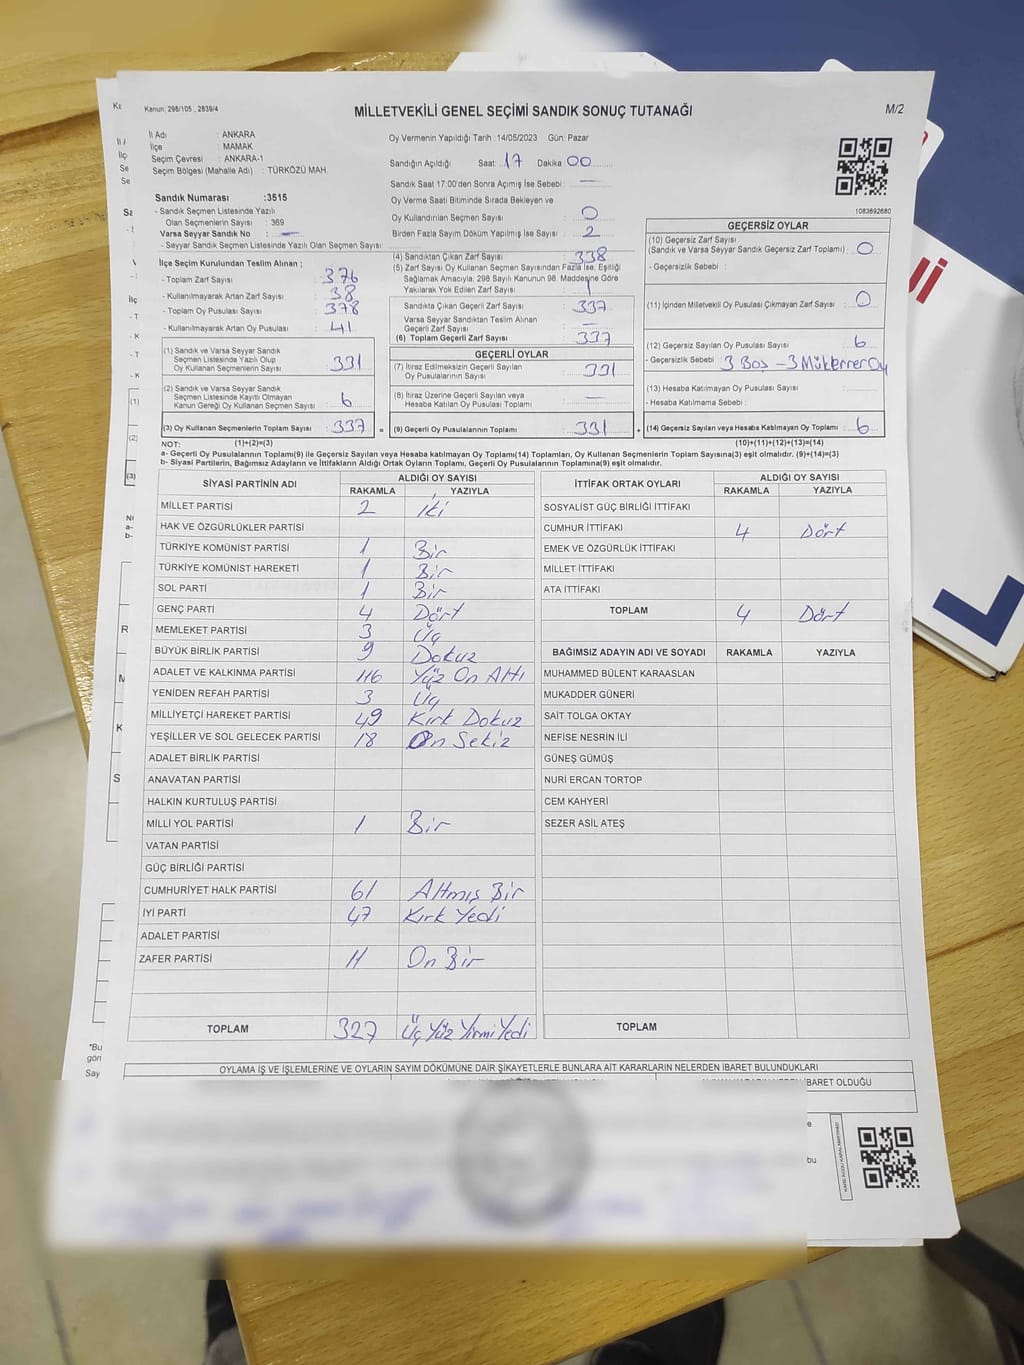 Kanun: 298/105 , 2839/4
MİLLETVEKİLİ GENEL SEÇİMİ SANDIK SONUÇ TUTANAĞI
M/2
İl Adı : ANKARA
İlçe : MAMAK
Seçim Çevresi : ANKARA-1
Seçim Bölgesi (Mahalle Adı) : TÜRKÖZÜ MAH.
Oy Vermenin Yapıldığı Tarih :14/05/2023 Gün: Pazar
Sandığın Açıldığı Saat: 17 Dakika 00
Sandık Saat 17:00'den Sonra Açılmış İse Sebebi : —
Oy Verme Saati Bitiminde Sırada Bekleyen ve
Oy Kullandırılan Seçmen Sayısı : 0
Birden Fazla Sayım Döküm Yapılmış İse Sayısı : 2
1083692680
Sandık Numarası :3515
- Sandık Seçmen Listesinde Yazılı
Olan Seçmenlerin Sayısı : 369
Varsa Seyyar Sandık No : —
- Seyyar Sandık Seçmen Listesinde Yazılı Olan Seçmen Sayısı:
İlçe Seçim Kurulundan Teslim Alınan ;
- Toplam Zarf Sayısı : 376
- Kullanılmayarak Artan Zarf Sayısı : 38
- Toplam Oy Pusulası Sayısı : 378
- Kullanılmayarak Artan Oy Pusulası : 41
(1) Sandık ve Varsa Seyyar Sandık
Seçmen Listesinde Yazılı Olup
Oy Kullanan Seçmenlerin Sayısı : 331
(2) Sandık ve Varsa Seyyar Sandık
Seçmen Listesinde Kayıtlı Olmayan
Kanun Gereği Oy Kullanan Seçmen Sayısı : 6
(3) Oy Kullanan Seçmenlerin Toplam Sayısı : 337 =
(4) Sandıktan Çıkan Zarf Sayısı : 338
(5) Zarf Sayısı Oy Kullanan Seçmen Sayısından Fazla İse, Eşitliği
Sağlamak Amacıyla; 298 Sayılı Kanunun 98. Maddesine Göre
Yakılarak Yok Edilen Zarf Sayısı : 1
Sandıkta Çıkan Geçerli Zarf Sayısı : 337
Varsa Seyyar Sandıktan Teslim Alınan
Geçerli Zarf Sayısı : —
(6) Toplam Geçerli Zarf Sayısı : 337
GEÇERLİ OYLAR
(7) İtiraz Edilmeksizin Geçerli Sayılan
Oy Pusulalarının Sayısı : 331
(8) İtiraz Üzerine Geçerli Sayılan veya
Hesaba Katılan Oy Pusulası Toplamı : —
(9) Geçerli Oy Pusulalarının Toplamı : 331 +
GEÇERSİZ OYLAR
(10) Geçersiz Zarf Sayısı
(Sandık ve Varsa Seyyar Sandık Geçersiz Zarf Toplamı) : 0
- Geçersizlik Sebebi :
(11) İçinden Milletvekili Oy Pusulası Çıkmayan Zarf Sayısı : 0
(12) Geçersiz Sayılan Oy Pusulası Sayısı : 6
- Geçersizlik Sebebi : 3 Boş - 3 Mükerrer Oy
(13) Hesaba Katılmayan Oy Pusulası Sayısı :
- Hesaba Katılmama Sebebi :
(14) Geçersiz Sayılan veya Hesaba Katılmayan Oy Toplamı : 6
NOT: (1)+(2)=(3) (10)+(11)+(12)+(13)=(14)
a- Geçerli Oy Pusulalarının Toplamı(9) ile Geçersiz Sayılan veya Hesaba katılmayan Oy Toplamı(14) Toplamları, Oy Kullanan Seçmenlerin Toplam Sayısına(3) eşit olmalıdır. (9)+(14)=(3)
b- Siyasi Partilerin, Bağımsız Adayların ve İttifakların Aldığı Ortak Oyların Toplamı, Geçerli Oy Pusulalarının Toplamına(9) eşit olmalıdır.
SİYASİ PARTİNİN ADI ALDIĞI OY SAYISI
RAKAMLA YAZIYLA
MİLLET PARTİSİ 2 İki
HAK VE ÖZGÜRLÜKLER PARTİSİ
TÜRKİYE KOMÜNİST PARTİSİ 1 Bir
TÜRKİYE KOMÜNİST HAREKETİ 1 Bir
SOL PARTİ 1 Bir
GENÇ PARTİ 4 Dört
MEMLEKET PARTİSİ 3 Üç
BÜYÜK BİRLİK PARTİSİ 9 Dokuz
ADALET VE KALKINMA PARTİSİ 116 Yüz On Altı
YENİDEN REFAH PARTİSİ 3 Üç
MİLLİYETÇİ HAREKET PARTİSİ 49 Kırk Dokuz
YEŞİLLER VE SOL GELECEK PARTİSİ 18 On Sekiz
ADALET BİRLİK PARTİSİ
ANAVATAN PARTİSİ
HALKIN KURTULUŞ PARTİSİ
MİLLİ YOL PARTİSİ 1 Bir
VATAN PARTİSİ
GÜÇ BİRLİĞİ PARTİSİ
CUMHURİYET HALK PARTİSİ 61 Altmış Bir
İYİ PARTİ 47 Kırk Yedi
ADALET PARTİSİ
ZAFER PARTİSİ 11 On Bir
TOPLAM 327 Üç Yüz Yirmi Yedi
İTTİFAK ORTAK OYLARI ALDIĞI OY SAYISI
RAKAMLA YAZIYLA
SOSYALİST GÜÇ BİRLİĞİ İTTİFAKI
CUMHUR İTTİFAKI 4 Dört
EMEK VE ÖZGÜRLÜK İTTİFAKI
MİLLET İTTİFAKI
ATA İTTİFAKI
TOPLAM 4 Dört
BAĞIMSIZ ADAYIN ADI VE SOYADI RAKAMLA YAZIYLA
MUHAMMED BÜLENT KARAASLAN
MUKADDER GÜNERİ
SAİT TOLGA OKTAY
NEFİSE NESRİN İLİ
GÜNEŞ GÜMÜŞ
NURİ ERCAN TORTOP
CEM KAHYERİ
SEZER ASİL ATEŞ
TOPLAM
OYLAMA İŞ VE İŞLEMLERİNE VE OYLARIN SAYIM DÖKÜMÜNE DAİR ŞİKAYETLERLE BUNLARA AİT KARARLARIN NELERDEN İBARET BULUNDUKLARI
İBARET OLDUĞU